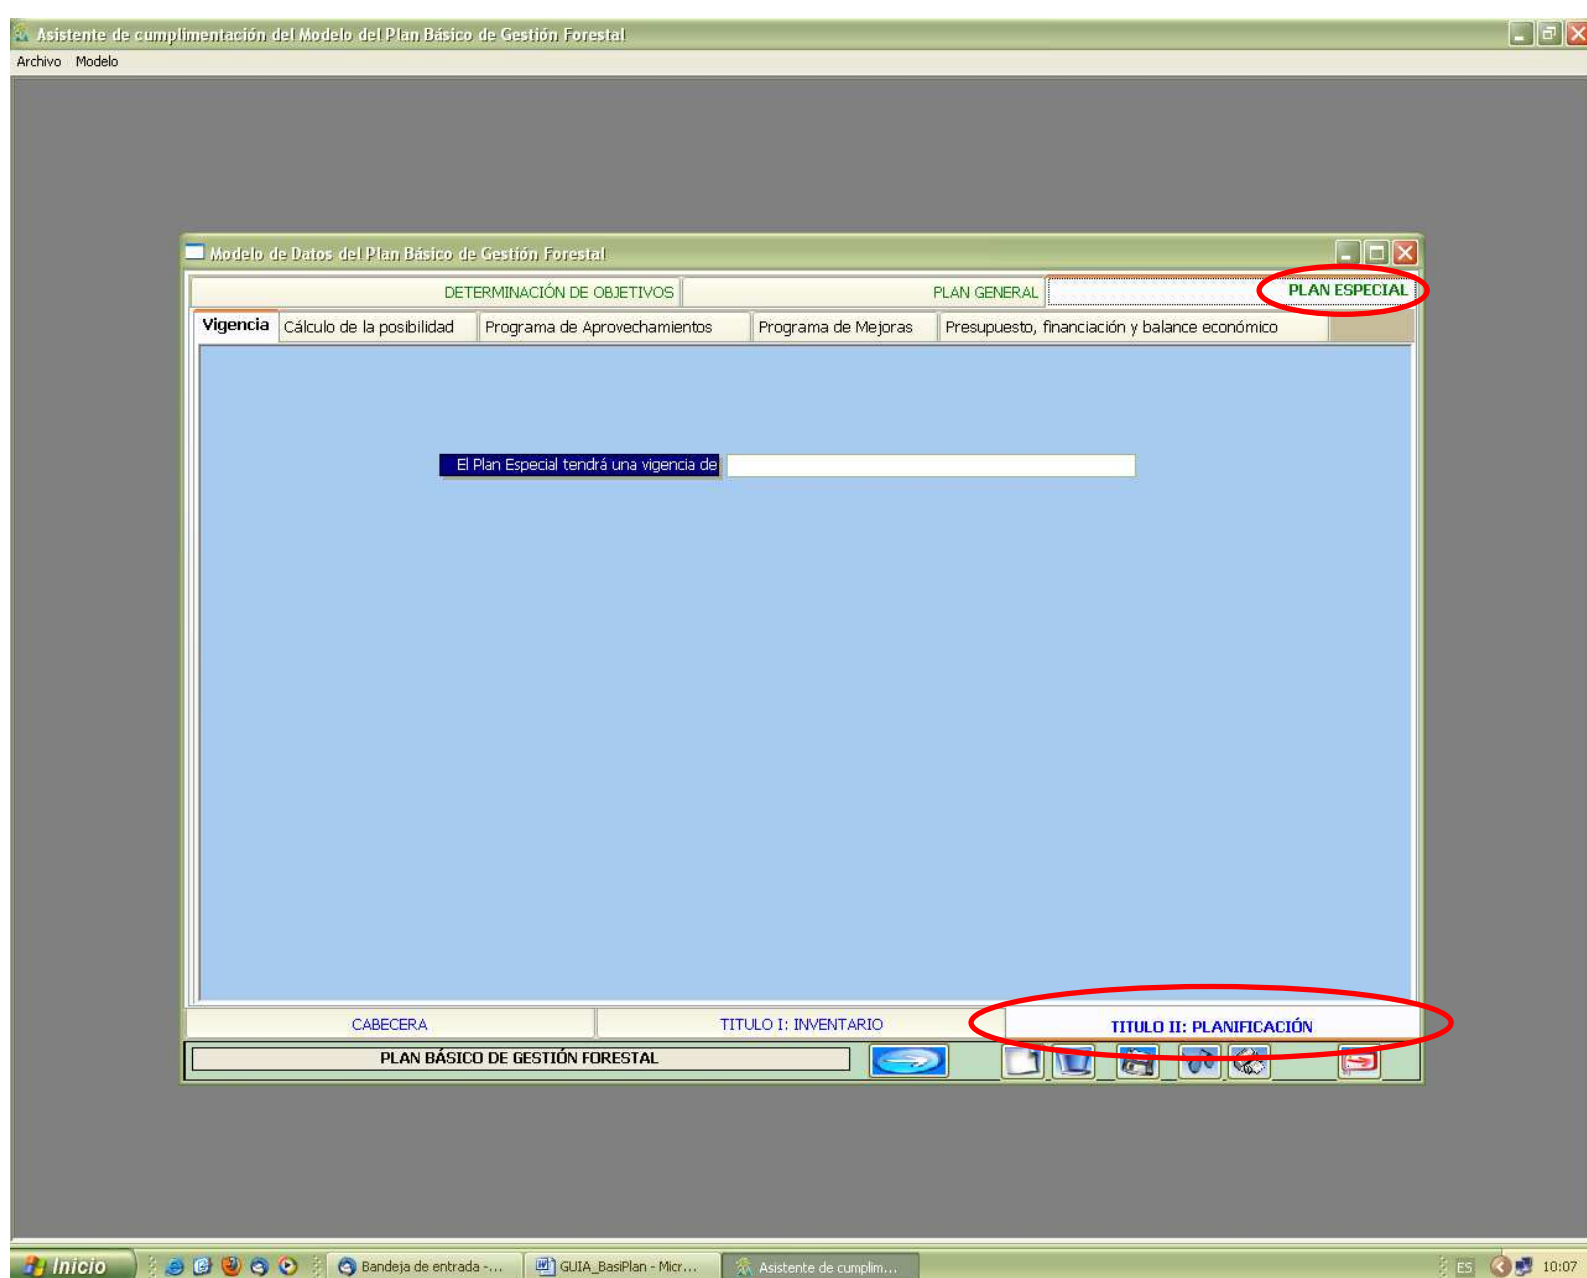 Asistente de cumplimentación del Modelo del Plan Básico de Gestión Forestal
Archivo Modelo
Modelo de Datos del Plan Básico de Gestión Forestal
DETERMINACIÓN DE OBJETIVOS PLAN GENERAL PLAN ESPECIAL
Vigencia Cálculo de la posibilidad Programa de Aprovechamientos Programa de Mejoras Presupuesto, financiación y balance económico
El Plan Especial tendrá una vigencia de
CABECERA TITULO I: INVENTARIO TITULO II: PLANIFICACIÓN
PLAN BÁSICO DE GESTIÓN FORESTAL
Inicio Bandeja de entrada -... GUIA_BasiPlan - Micr... Asistente de cumplim... ES 10:07